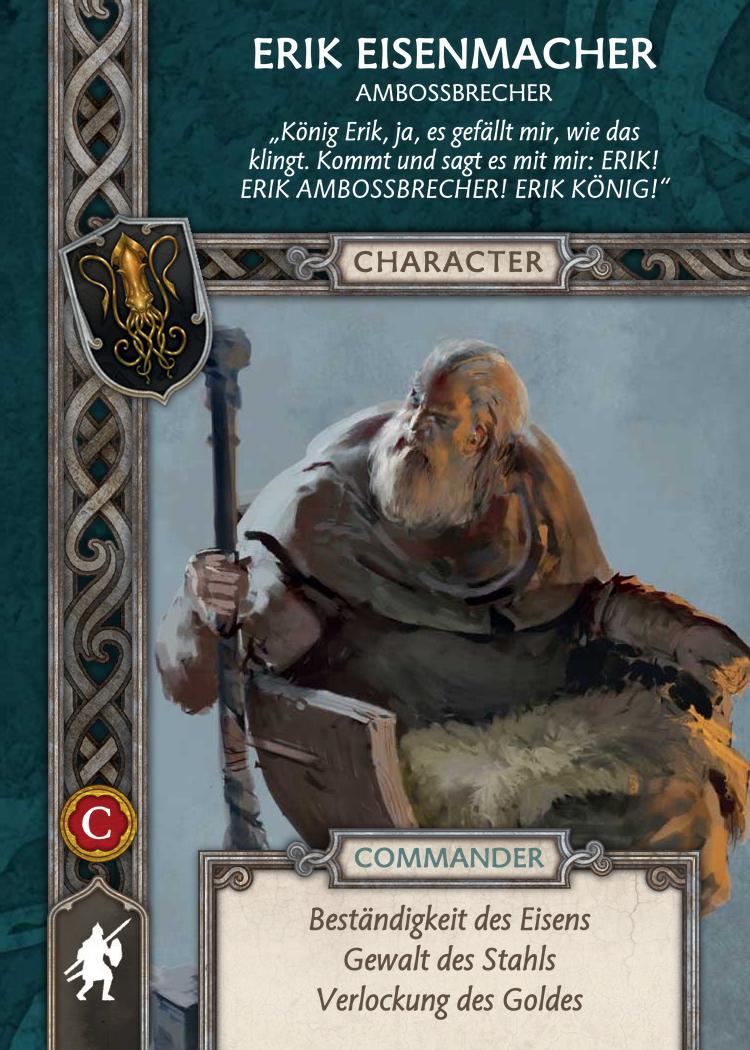 ERIK EISENMACHER
AMBOSSBRECHER
„König Erik, ja, es gefällt mir, wie das
klingt. Kommt und sagt es mit mir: ERIK!
ERIK AMBOSSBRECHER! ERIK KÖNIG!“
CHARACTER
C
COMMANDER
Beständigkeit des Eisens
Gewalt des Stahls
Verlockung des Goldes